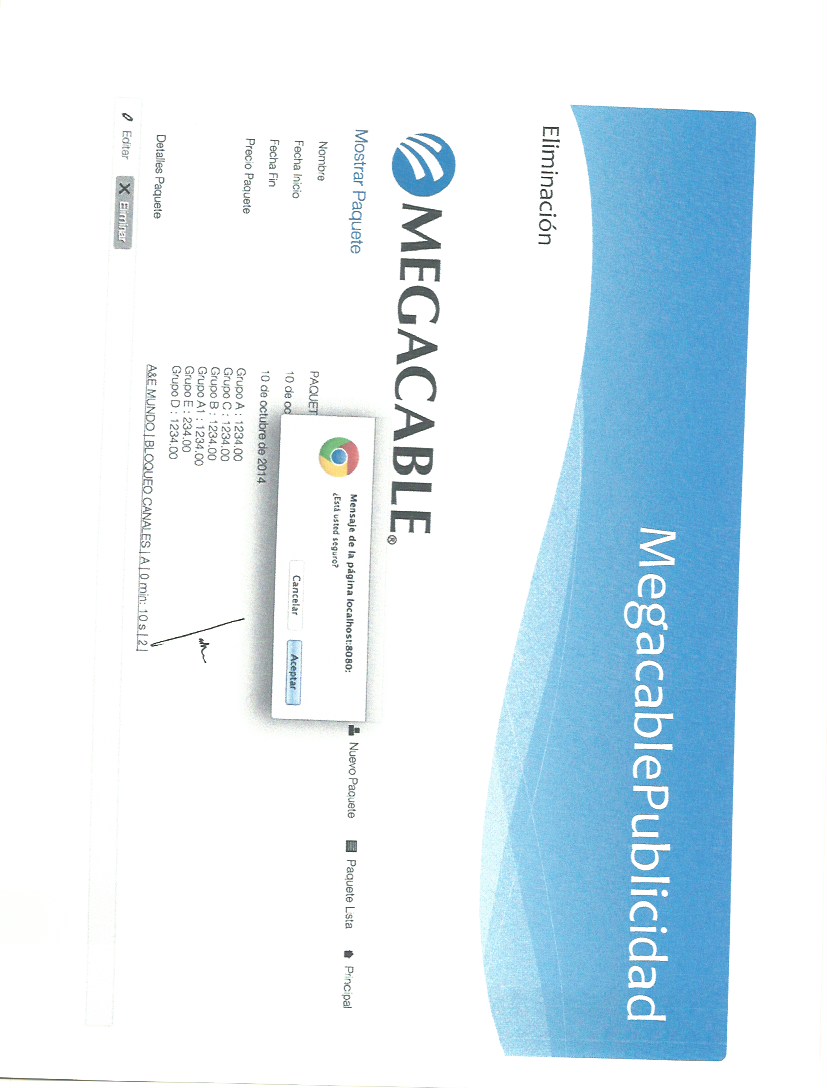 MegacablePublicidad
Eliminación
MEGACABLE®
Nuevo Paquete Paquete Lista Principal
Mostrar Paquete
Mensaje de la página localhost:8080:
¿Está usted seguro?
Cancelar Aceptar
Nombre PAQUET
Fecha Inicio 10 de oc
Fecha Fin 10 de octubre de 2014
Precio Paquete Grupo A : 1234.00
Grupo C : 1234.00
Grupo B : 1234.00
Grupo A1 : 1234.00
Grupo E : 234.00
Grupo D : 1234.00
Detalles Paquete A&E MUNDO | BLOQUEO CANALES | A | 0 min: 10 s | 2 |
Editar Eliminar